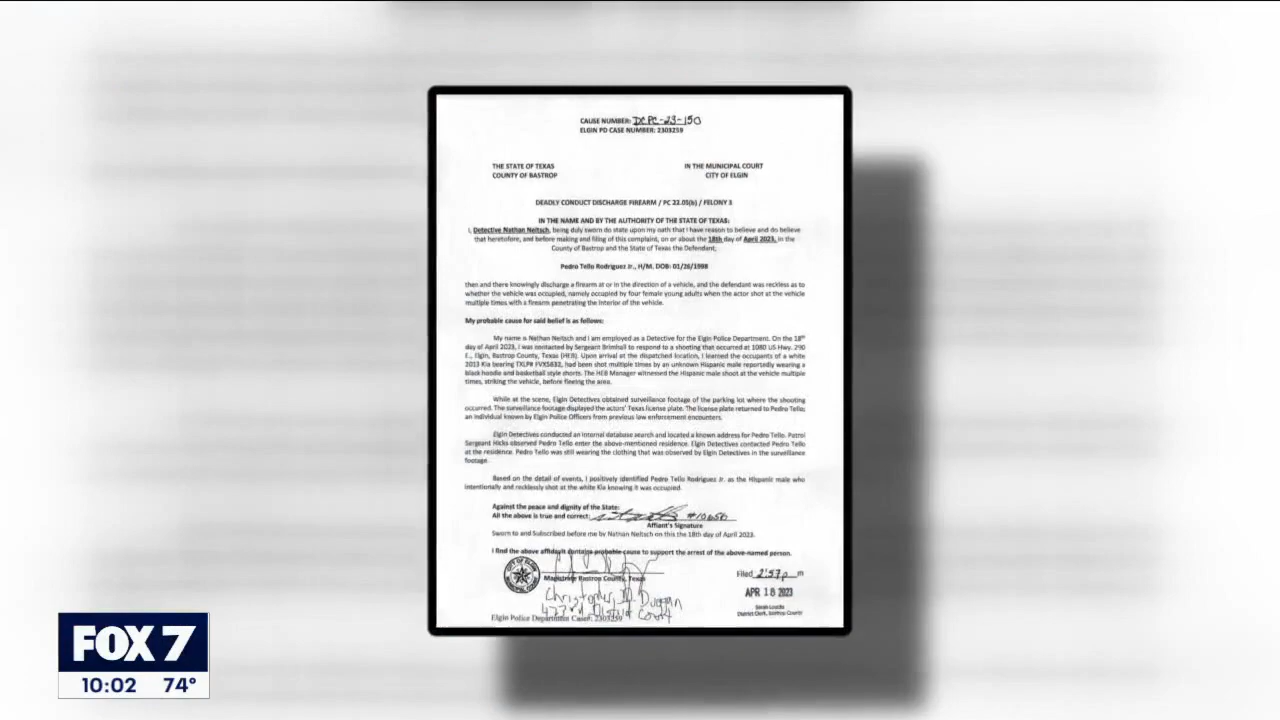 CAUSE NUMBER: DCPC-23-150
ELGIN PD CASE NUMBER: 2303259
THE STATE OF TEXAS
COUNTY OF BASTROP
IN THE MUNICIPAL COURT
CITY OF ELGIN
DEADLY CONDUCT DISCHARGE FIREARM / PC 22.05(b) / FELONY 3
IN THE NAME AND BY THE AUTHORITY OF THE STATE OF TEXAS:
I, Detective Nathan Neitsch, being duly sworn do state upon my oath that I have reason to believe and do believe
that heretofore, and before making and filing of this complaint, on or about the 18th day of April 2023, in the
County of Bastrop and the State of Texas the Defendant;
Pedro Tello Rodriguez Jr., H/M, DOB: 01/26/1998
then and there knowingly discharge a firearm at or in the direction of a vehicle, and the defendant was reckless as to
whether the vehicle was occupied, namely occupied by four female young adults when the actor shot at the vehicle
multiple times with a firearm penetrating the interior of the vehicle.
My probable cause for said belief is as follows:
My name is Nathan Neitsch and I am employed as a Detective for the Elgin Police Department. On the 18th
day of April 2023, I was contacted by Sergeant Brimhall to respond to a shooting that occurred at 1080 US Hwy. 290
E., Elgin, Bastrop County, Texas (HEB). Upon arrival at the dispatched location, I learned the occupants of a white
2013 Kia bearing TXLP# had been shot multiple times by an unknown Hispanic male reportedly wearing a
black hoodie and basketball style shorts. The HEB Manager witnessed the Hispanic male shoot at the vehicle multiple
times, striking the vehicle, before fleeing the area.
While at the scene, Elgin Detectives obtained surveillance footage of the parking lot where the shooting
occurred. The surveillance footage displayed the actors' Texas license plate. The license plate returned to Pedro Tello;
an individual known by Elgin Police Officers from previous law enforcement encounters.
Elgin Detectives conducted an internal database search and located a known address for Pedro Tello. Patrol
Sergeant Hicks observed Pedro Tello enter the above-mentioned residence. Elgin Detectives contacted Pedro Tello
at the residence. Pedro Tello was still wearing the clothing that was observed by Elgin Detectives in the surveillance
footage.
Based on the detail of events, I positively identified Pedro Tello Rodriguez Jr. as the Hispanic male who
intentionally and recklessly shot at the white Kia knowing it was occupied.
Against the peace and dignity of the State:
All the above is true and correct: #10656
Affiant's Signature
Sworn to and Subscribed before me by Nathan Neitsch on this the 18th day of April 2023.
I find the above affidavit contains probable cause to support the arrest of the above-named person.
Magistrate Bastrop County, Texas
Christopher D. Duggan
423rd District Court
Filed 2:57 p m
APR 18 2023
Sarah Loucks
District Clerk, Bastrop County
Elgin Police Department Case#: 2303259
FOX 7
10:02 74°